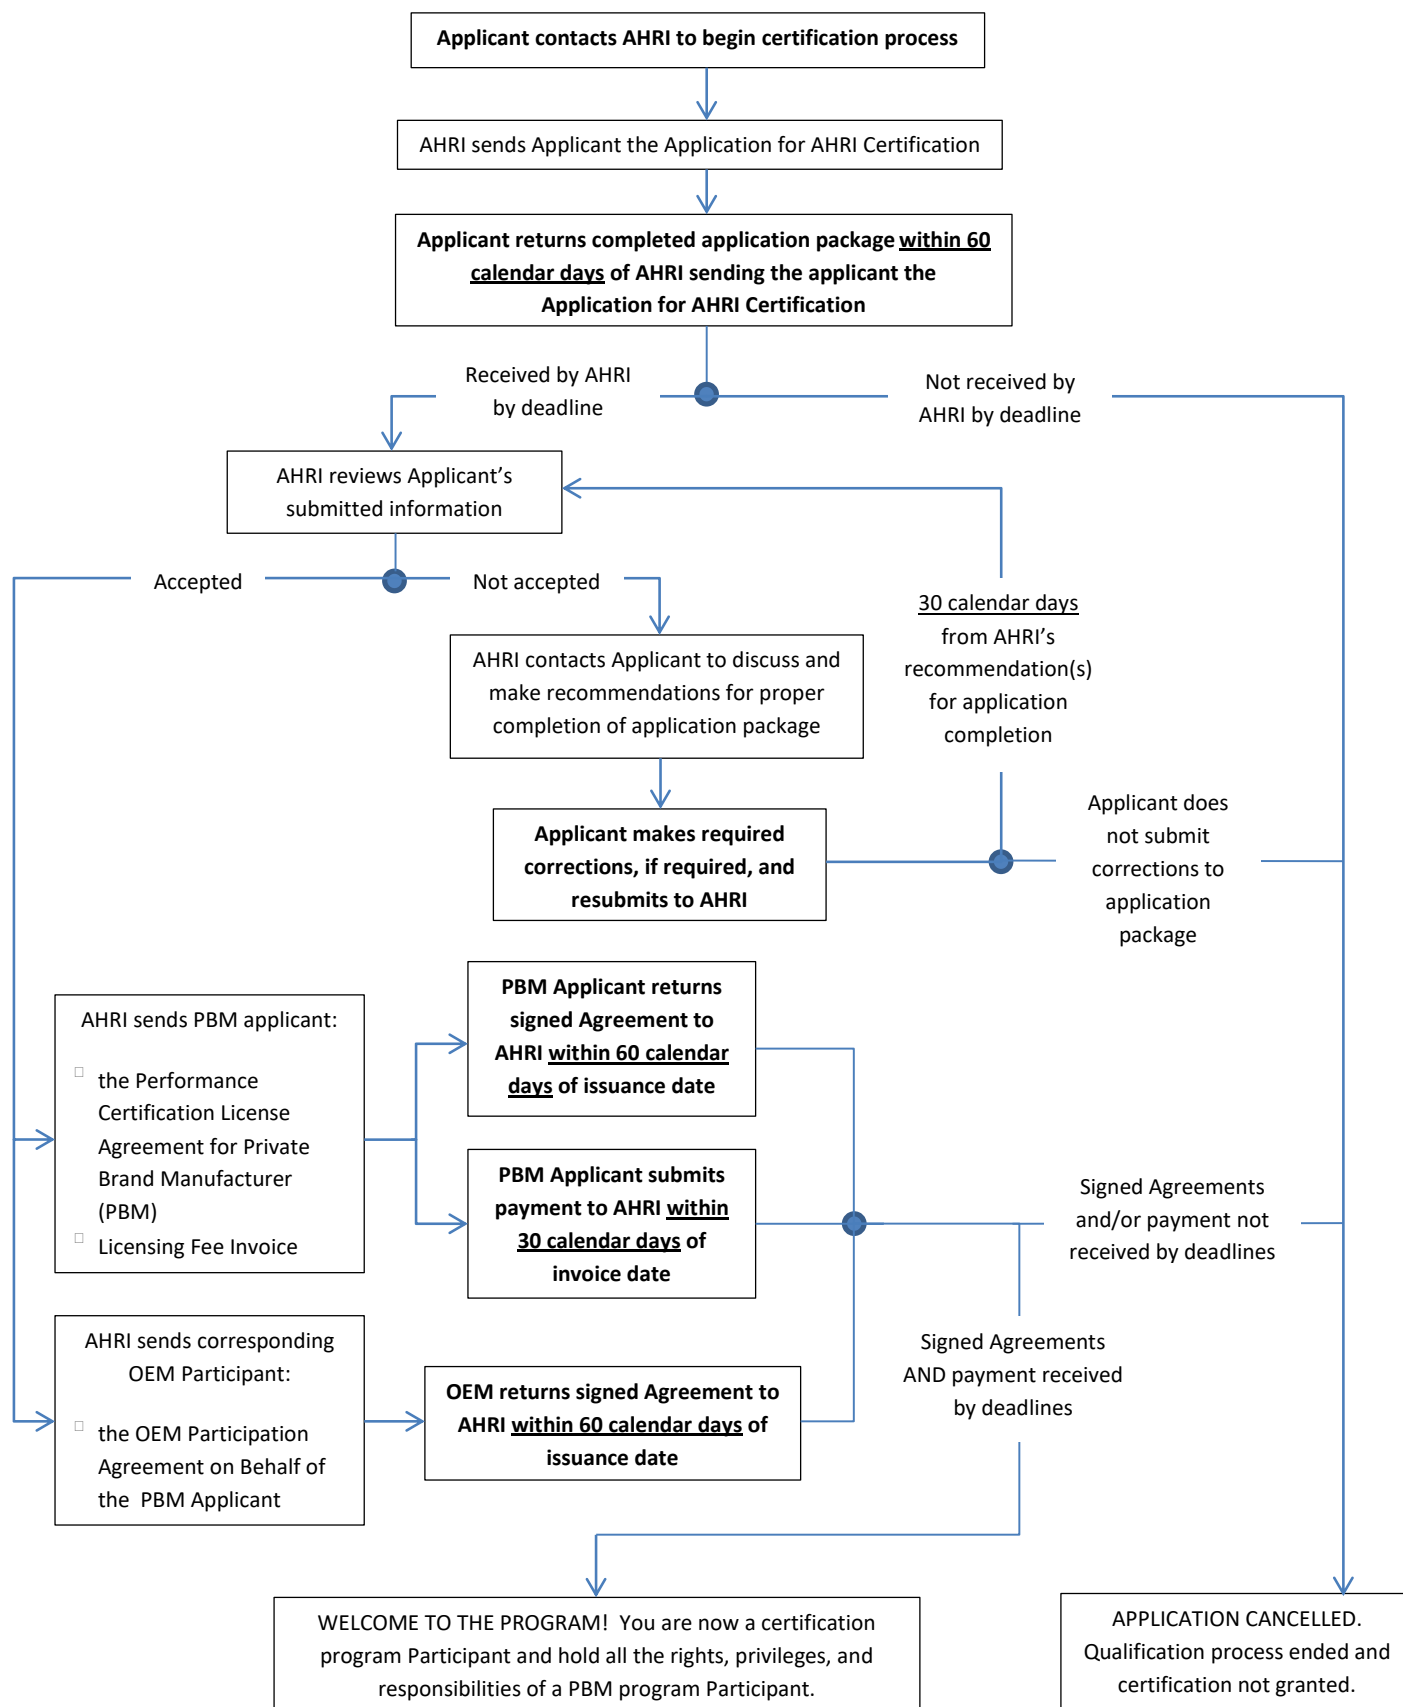 Applicant contacts AHRI to begin certification process
AHRI sends Applicant the Application for AHRI Certification
Applicant returns completed application package within 60
calendar days of AHRI sending the applicant the
Application for AHRI Certification
Received by AHRI
by deadline
Not received by
AHRI by deadline
AHRI reviews Applicant’s
submitted information
Accepted
Not accepted
30 calendar days
from AHRI’s
recommendation(s)
for application
completion
AHRI contacts Applicant to discuss and
make recommendations for proper
completion of application package
Applicant makes required
corrections, if required, and
resubmits to AHRI
Applicant does
not submit
corrections to
application
package
AHRI sends PBM applicant:
the Performance
Certification License
Agreement for Private
Brand Manufacturer
(PBM)
Licensing Fee Invoice
PBM Applicant returns
signed Agreement to
AHRI within 60 calendar
days of issuance date
PBM Applicant submits
payment to AHRI within
30 calendar days of
invoice date
Signed Agreements
and/or payment not
received by deadlines
AHRI sends corresponding
OEM Participant:
the OEM Participation
Agreement on Behalf of
the PBM Applicant
OEM returns signed Agreement to
AHRI within 60 calendar days of
issuance date
Signed Agreements
AND payment received
by deadlines
WELCOME TO THE PROGRAM! You are now a certification
program Participant and hold all the rights, privileges, and
responsibilities of a PBM program Participant.
APPLICATION CANCELLED.
Qualification process ended and
certification not granted.